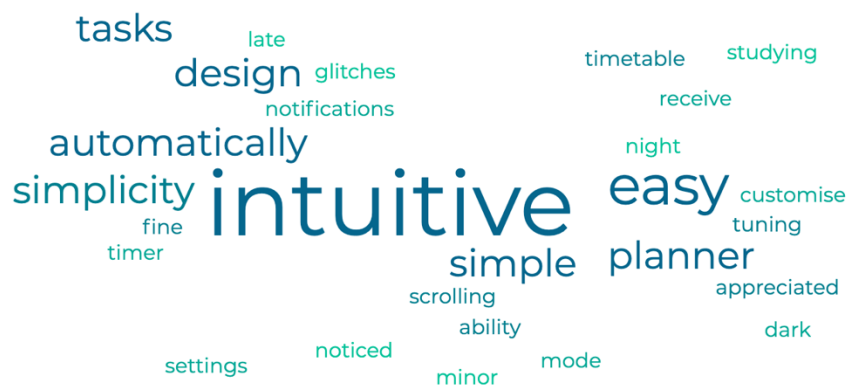 tasks
late
design
glitches
timetable
studying
notifications
receive
automatically
night
simplicity
intuitive
easy
customise
fine
tuning
timer
simple
planner
scrolling
appreciated
ability
dark
settings
noticed
minor
mode